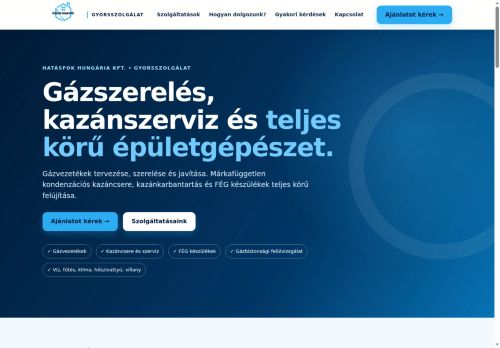 GYORSSZOLGÁLAT
Szolgáltatások
Hogyan dolgozunk?
Gyakori kérdések
Kapcsolat
Ajánlatot kérek →
HATÁSFOK HUNGÁRIA KFT. • GYORSSZOLGÁLAT
Gázszerelés,
kazánszerviz és teljes
körű épületgépészet.
Gázvezetékek tervezése, szerelése és javítása. Márkafüggetlen
kondenzációs kazáncsere, kazánkarbantartás és FÉG készülékek teljes körű
felújítása.
Ajánlatot kérek →
Szolgáltatásaink
✓ Gázvezetékek
✓ Kazáncsere és szerviz
✓ FÉG készülékek
✓ Gázbiztonsági felülvizsgálat
✓ Víz, fűtés, klíma, hőszivattyú, villany